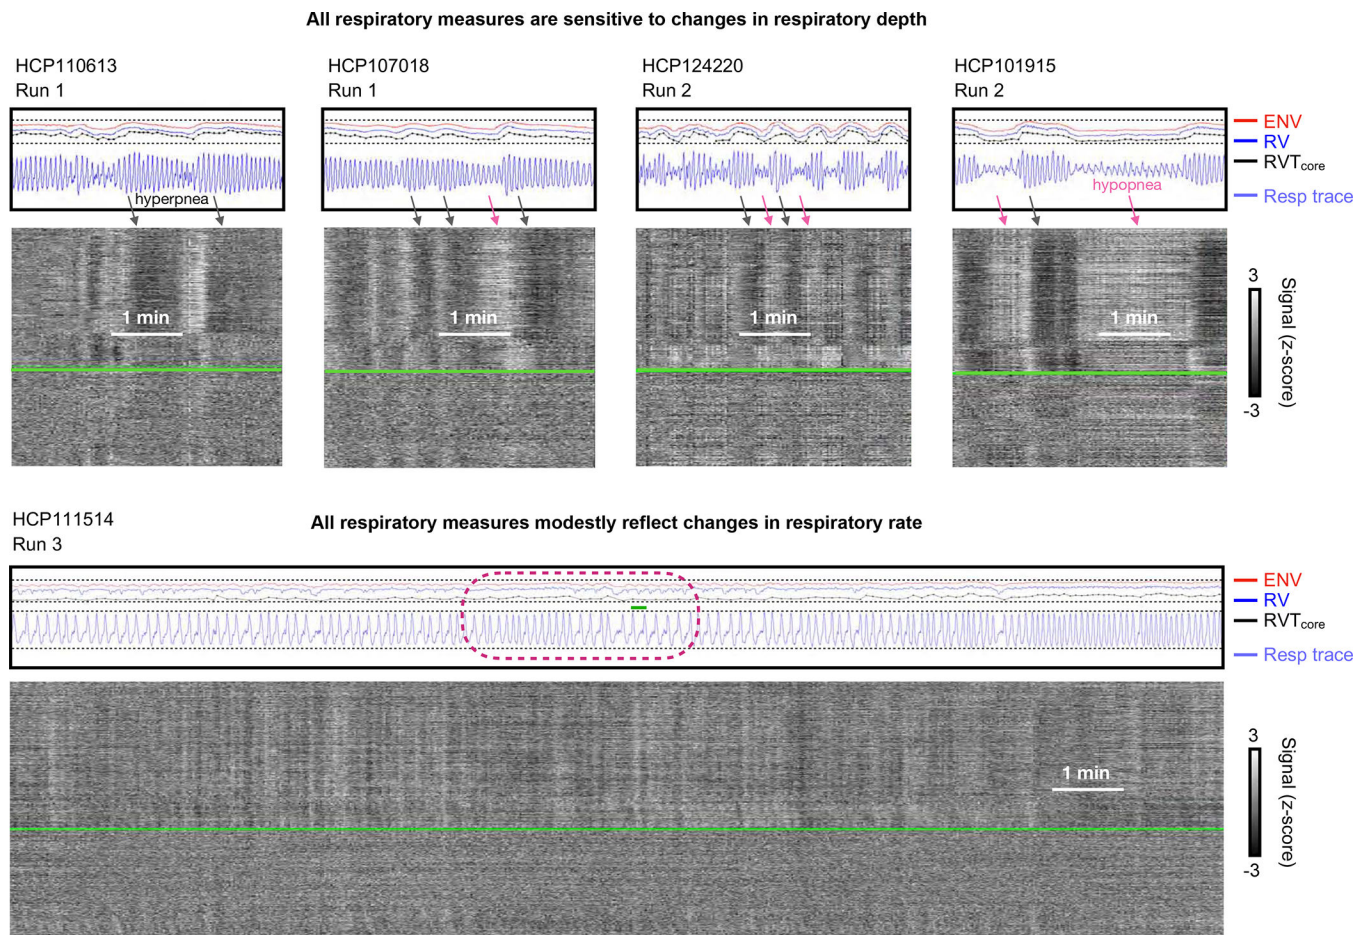 All respiratory measures are sensitive to changes in respiratory depth
HCP110613
Run 1
HCP107018
Run 1
HCP124220
Run 2
HCP101915
Run 2
ENV
RV
RVTcore
Resp trace
hyperpnea
hypopnea
1 min
1 min
1 min
1 min
3
Signal (z-score)
-3
HCP111514
Run 3
All respiratory measures modestly reflect changes in respiratory rate
ENV
RV
RVTcore
Resp trace
1 min
3
Signal (z-score)
-3